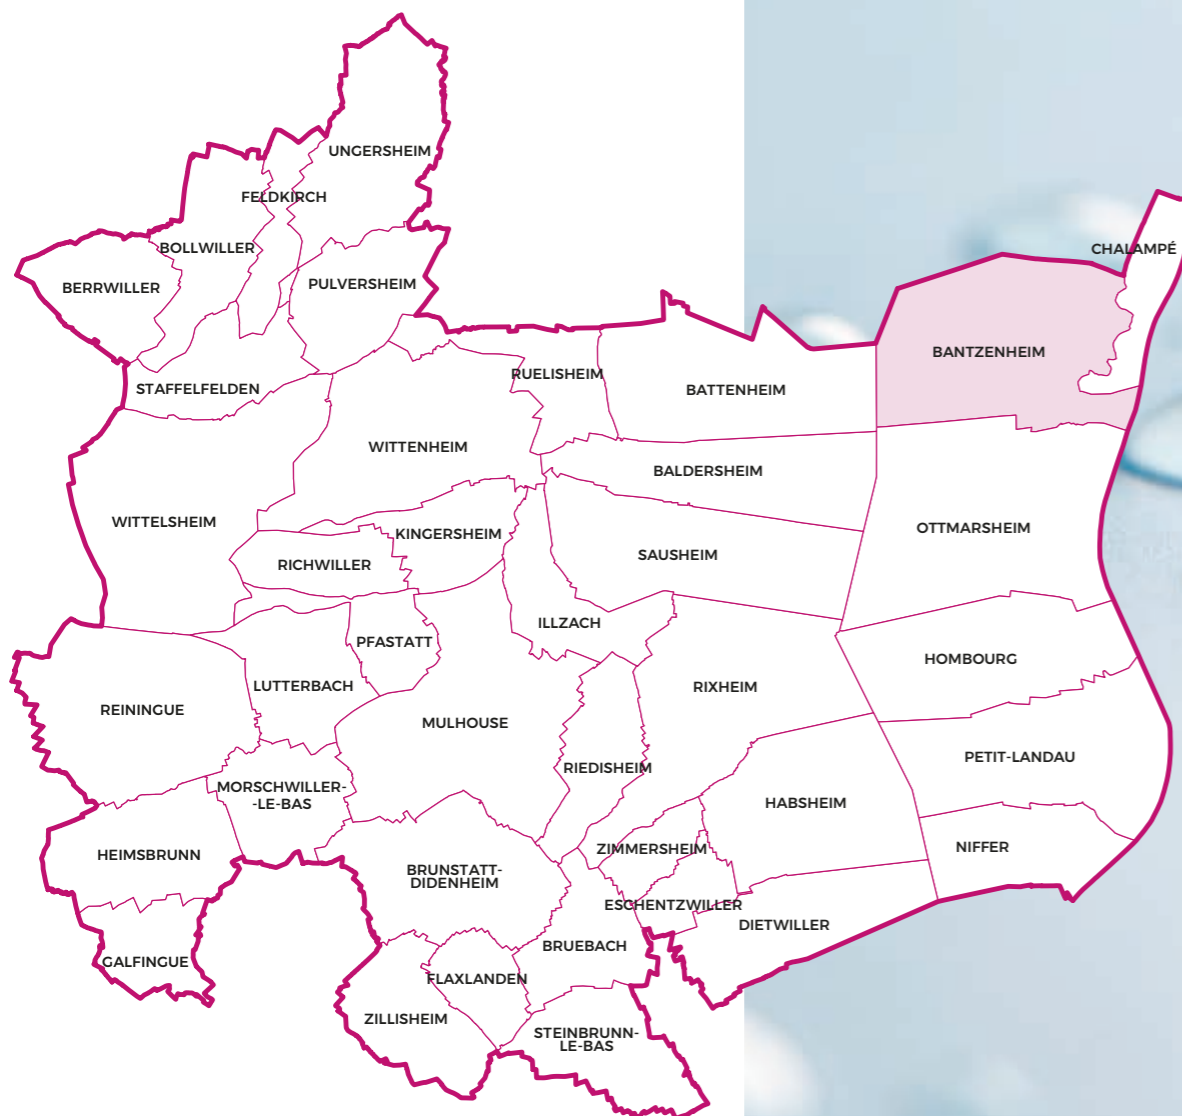 UNGERSHEIM
FELDKIRCH
BOLLWILLER
CHALAMPÉ
BERRWILLER
PULVERSHEIM
BANTZENHEIM
RUELISHEIM
STAFFELFELDEN
BATTENHEIM
WITTENHEIM
BALDERSHEIM
WITTELSHEIM
KINGERSHEIM
OTTMARSHEIM
SAUSHEIM
RICHWILLER
ILLZACH
PFASTATT
HOMBOURG
LUTTERBACH
RIXHEIM
REININGUE
MULHOUSE
PETIT-LANDAU
RIEDISHEIM
MORSCHWILLER-
-LE-BAS
HABSHEIM
ZIMMERSHEIM
NIFFER
HEIMSBRUNN
BRUNSTATT-
DIDENHEIM
ESCHENTZWILLER
DIETWILLER
BRUEBACH
GALFINGUE
FLAXLANDEN
ZILLISHEIM
STEINBRUNN-
LE-BAS